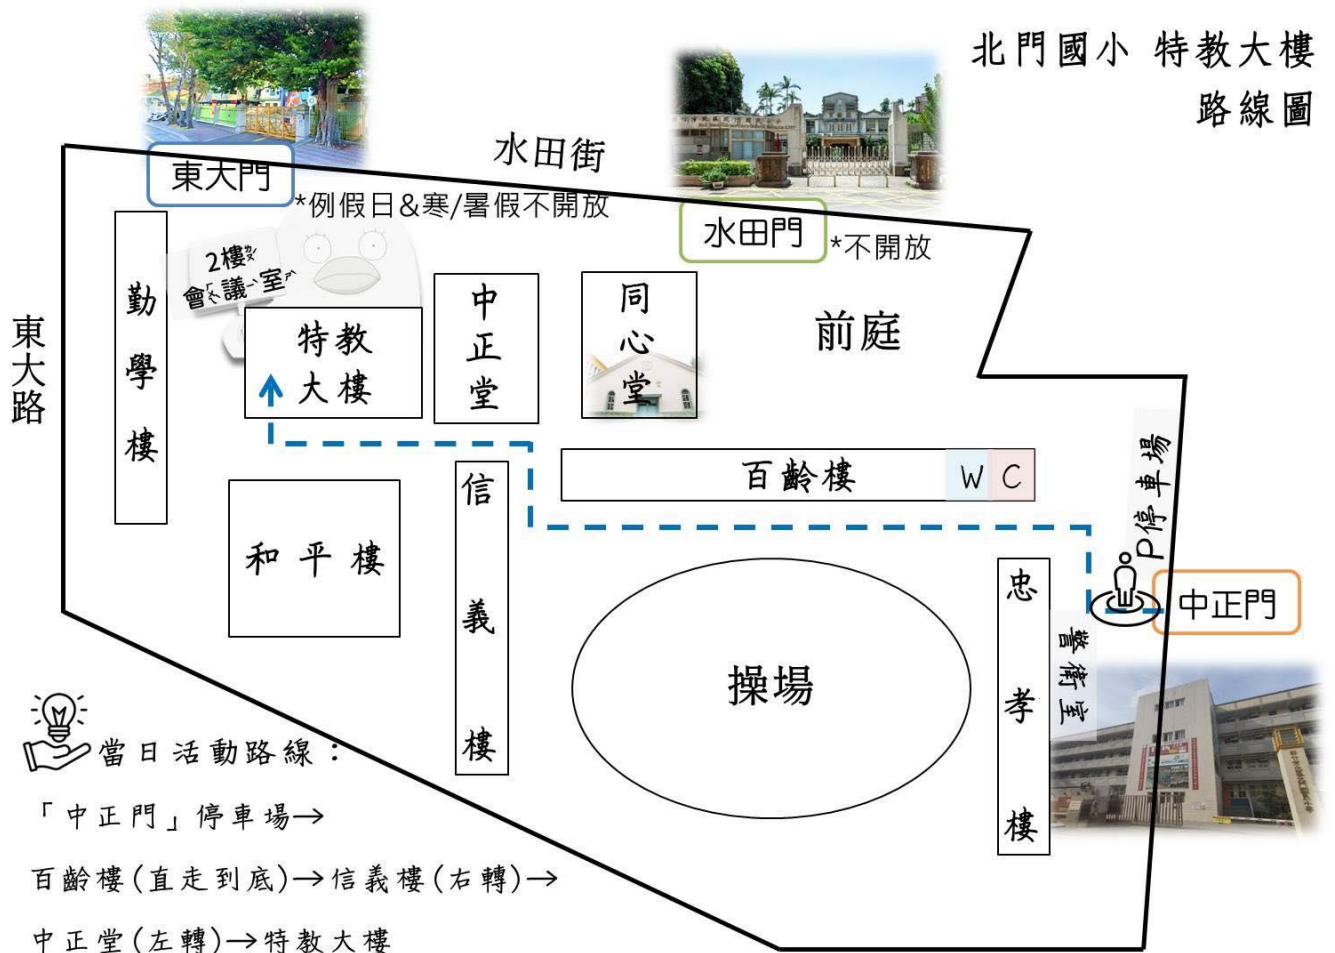 北門國小 特教大樓
路線圖
水田街
東大門
*例假日&寒/暑假不開放
水田門
*不開放
2樓
會議室
東大路
勤學樓
特教
大樓
中正堂
同心堂
前庭
百齡樓
W C
P停車場
和平樓
信義樓
操場
忠孝樓
警衛室
中正門
當日活動路線：
「中正門」停車場→
百齡樓(直走到底)→信義樓(右轉)→
中正堂(左轉)→特教大樓